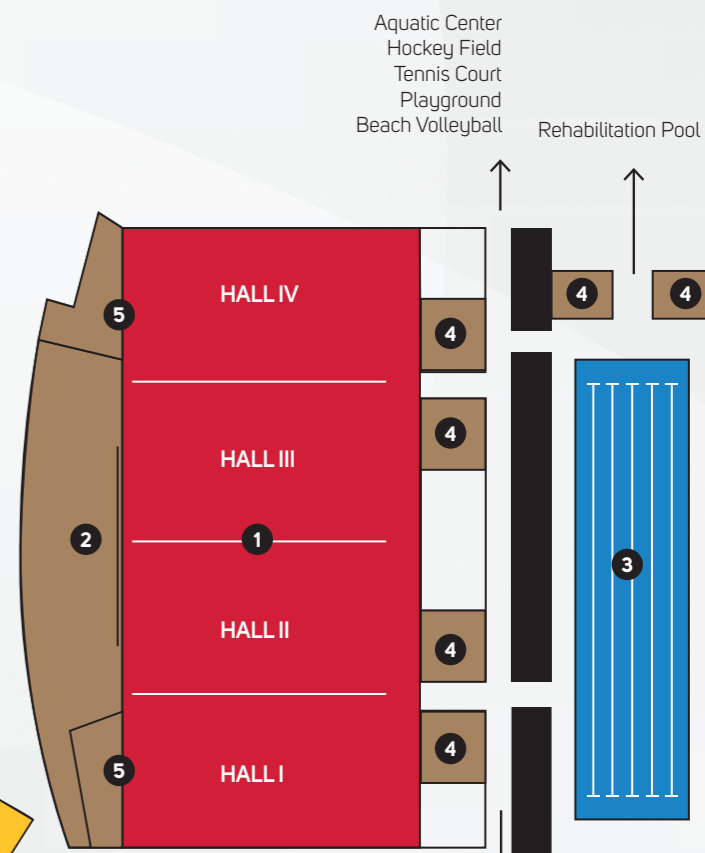 Aquatic Center
Hockey Field
Tennis Court
Playground
Beach Volleyball
Rehabilitation Pool
4
4
HALL IV
5
4
4
HALL III
2
1
3
HALL II
4
4
5
HALL I